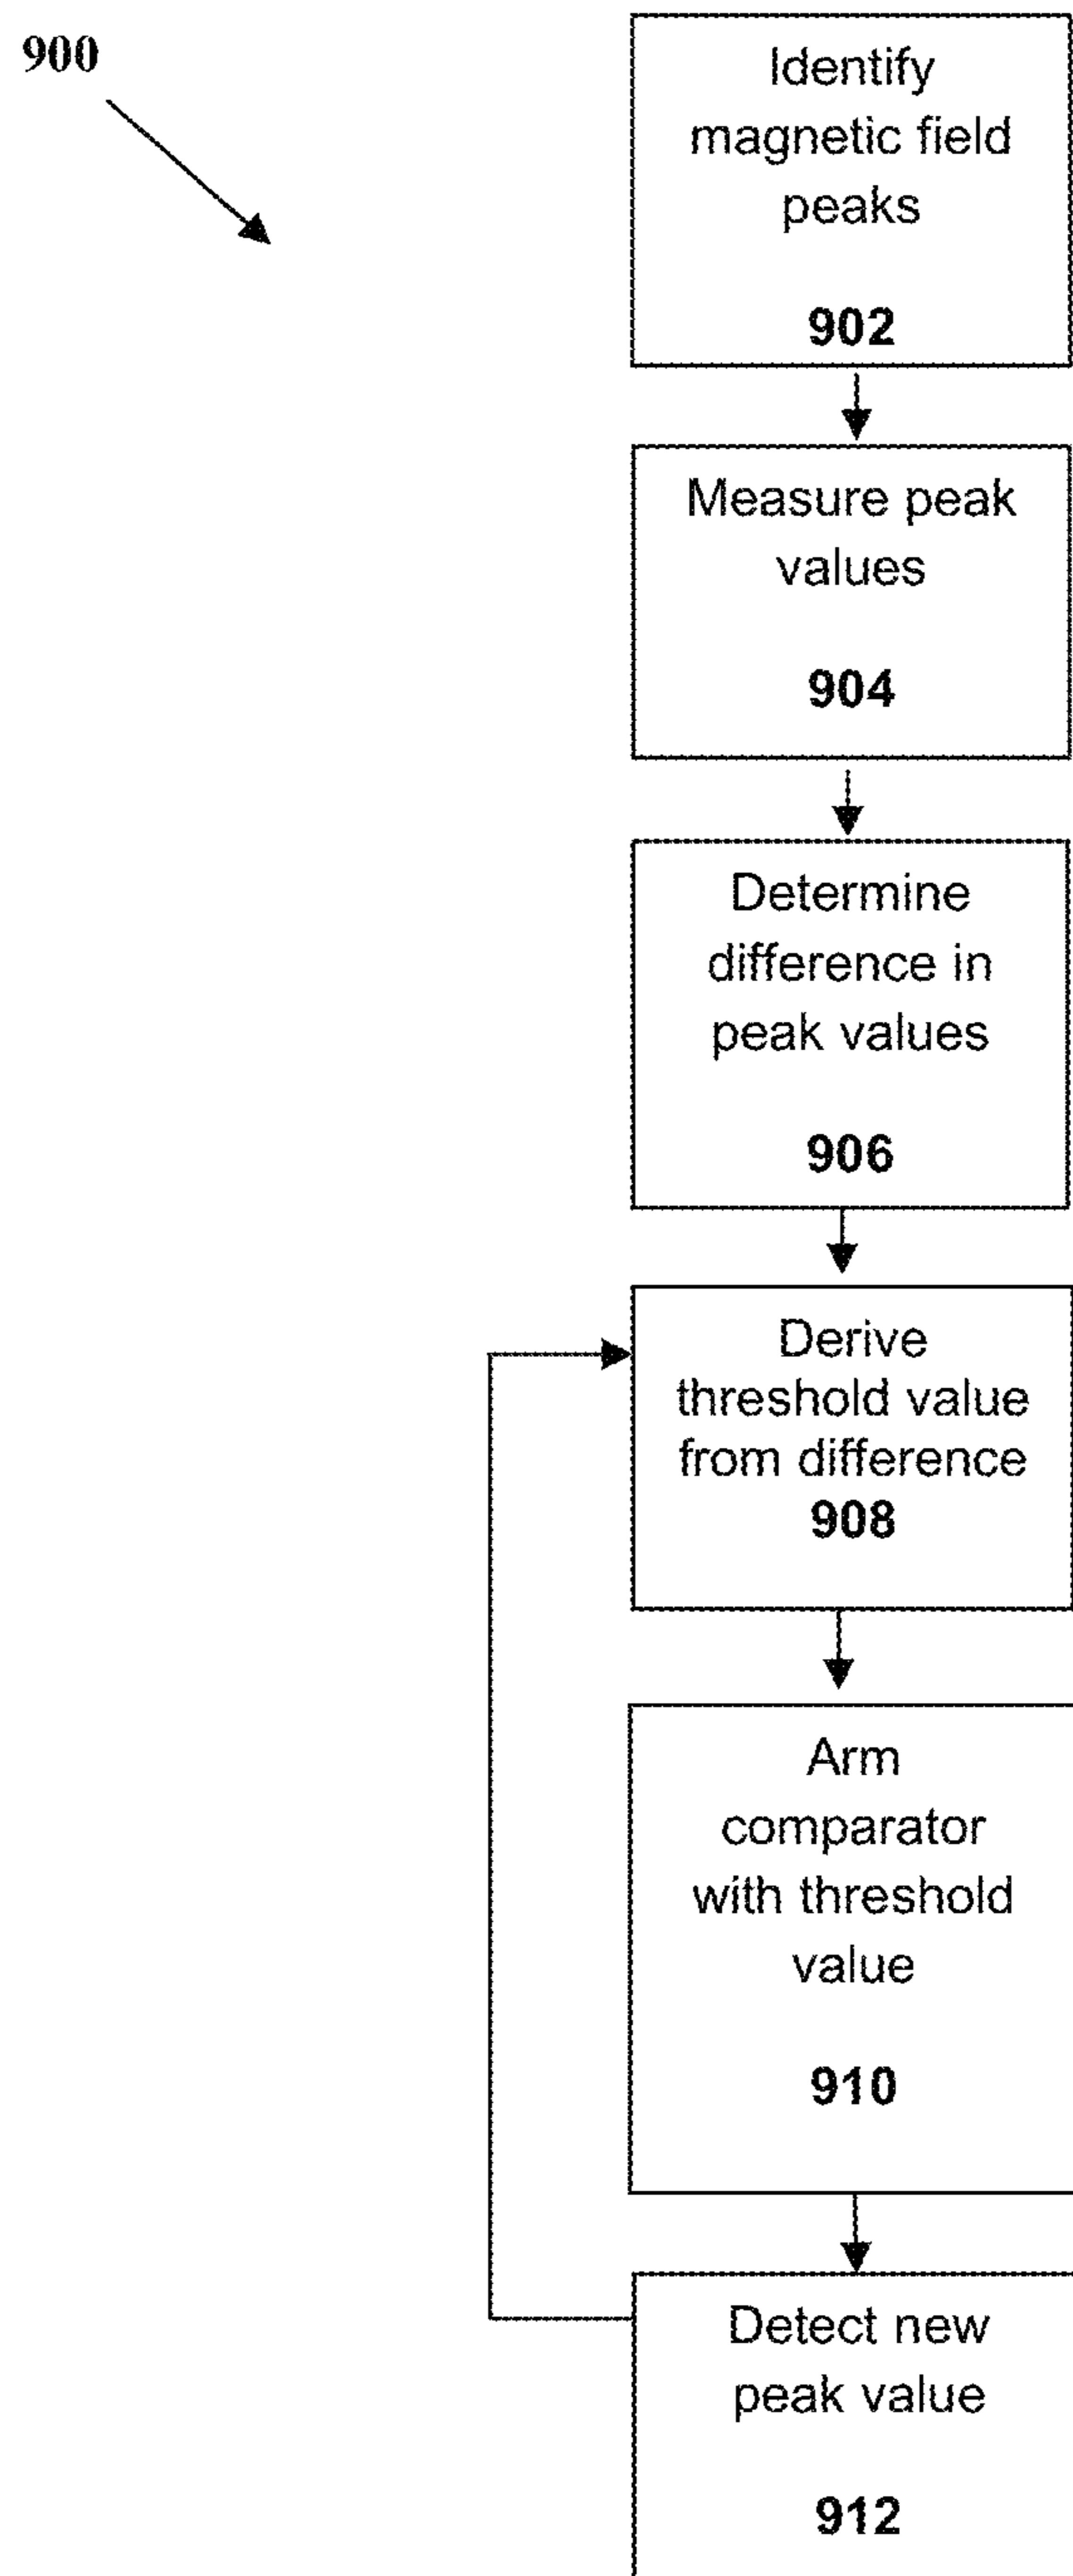 900
Identify
magnetic field
peaks
902
Measure peak
values
904
Determine
difference in
peak values
906
Derive
threshold value
from difference
908
Arm
comparator
with threshold
value
910
Detect new
peak value
912